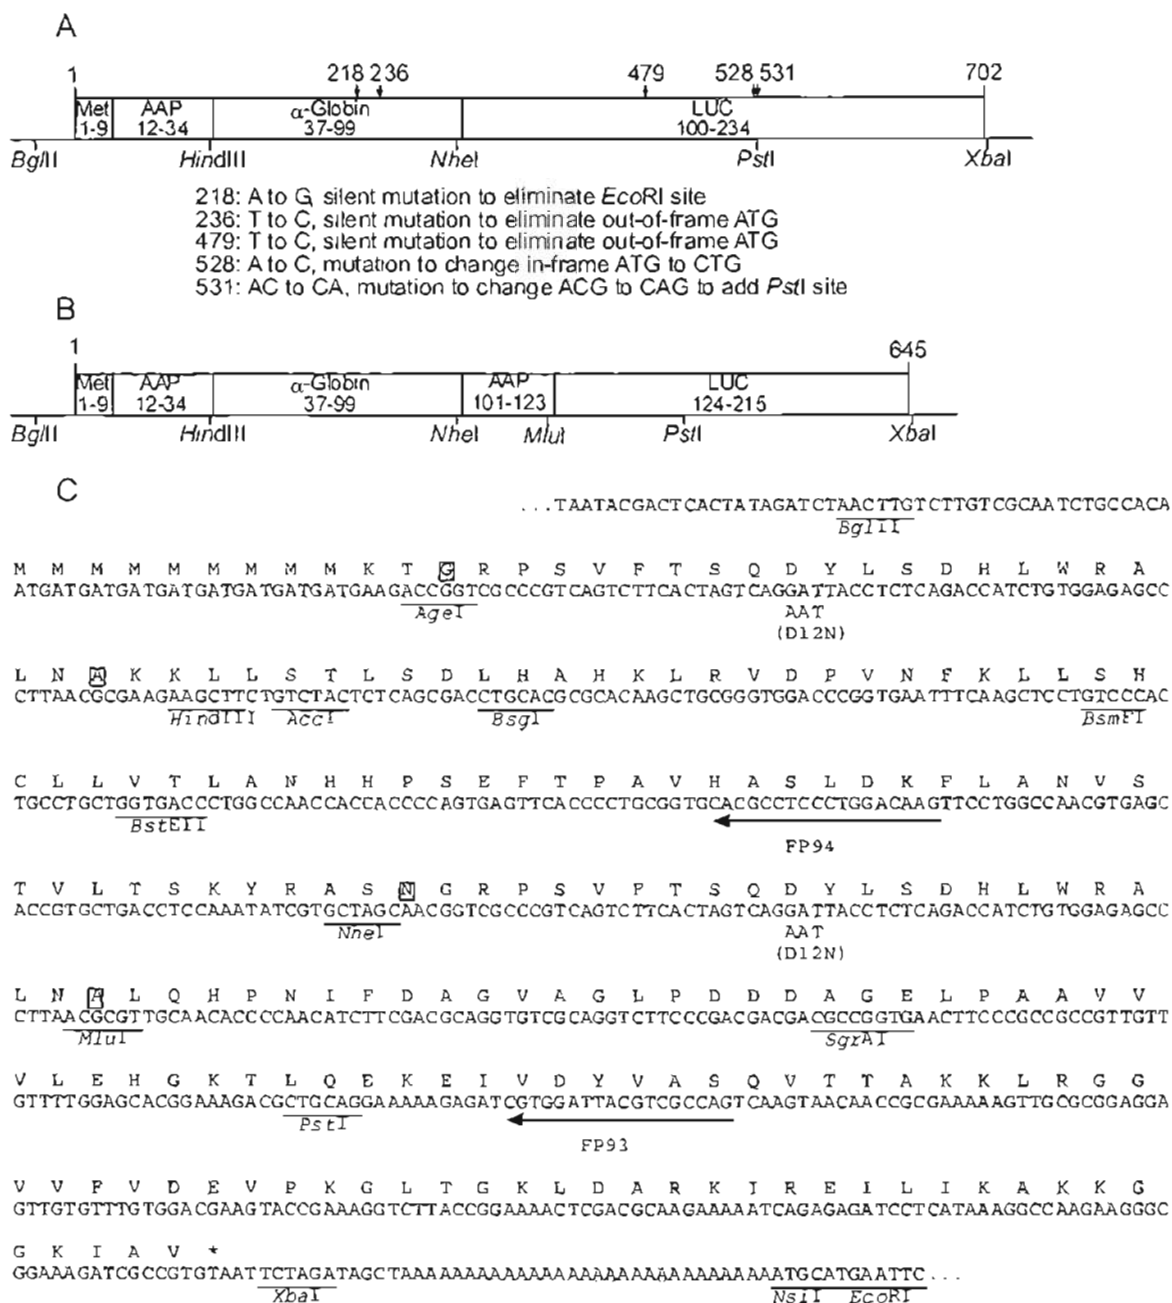 A
1 218 236 479 528 531 702
Met AAP α-Globin LUC
1-9 12-34 37-99 100-234
BglII HindIII NheI PstI XbaI
218: A to G, silent mutation to eliminate EcoRI site
236: T to C, silent mutation to eliminate out-of-frame ATG
479: T to C, silent mutation to eliminate out-of-frame ATG
528: A to C, mutation to change in-frame ATG to CTG
531: AC to CA, mutation to change ACG to CAG to add PstI site
B
1 645
Met AAP α-Globin AAP LUC
1-9 12-34 37-99 101-123 124-215
BglII HindIII NheI MluI PstI XbaI
C
...TAATACGACTCACTATAGATCTAACTTGTCTTGTCGCAATCTGCCACA
BglII
M M M M M M M M M K T G R P S V F T S Q D Y L S D H L W R A
ATGATGATGATGATGATGATGATGATGAAGACCGGTCGCCCGTCAGTCTTCACTAGTCAGGATTACCTCTCAGACCATCTGTGGAGAGCC
AgeI AAT
(D12N)
L N A K K L L S T L S D L H A H K L R V D P V N F K L L S H
CTTAACGCGAAGAAGCTTCTGTCTACTCTCAGCGACCTGCACGCGCACAAGCTGCGGGTGGACCCGGTGAATTTCAAGCTCCTGTCCCAC
HindIII AccI BsgI BsmFI
C L L V T L A N H H P S E F T P A V H A S L D K F L A N V S
TGCCTGCTGGTGACCCTGGCCAACCACCACCCCAGTGAGTTCACCCCTGCGGTGCACGCCTCCCTGGACAAGTTCCTGGCCAACGTGAGC
BstEII
FP94
T V L T S K Y R A S N G R P S V F T S Q D Y L S D H L W R A
ACCGTGCTGACCTCCAAATATCGTGCTAGCAACGGTCGCCCGTCAGTCTTCACTAGTCAGGATTACCTCTCAGACCATCTGTGGAGAGCC
NheI AAT
(D12N)
L N A L Q H P N I F D A G V A G L P D D D A G E L P A A V V
CTTAACGCGTTGCAACACCCCAACATCTTCGACGCAGGTGTCGCAGGTCTTCCCGACGACGACGCCGGTGAACTTCCCGCCGCCGTTGTT
MluI SgrAI
V L E H G K T L Q E K E I V D Y V A S Q V T T A K K L R G G
GTTTTGGAGCACGGAAAGACGCTGCAGGAAAAAGAGATCGTGGATTACGTCGCCAGTCAAGTAACAACCGCGAAAAAGTTGCGCGGAGGA
PstI
FP93
V V F V D E V P K G L T G K L D A R K I R E I L I K A K K G
GTTGTGTTTGTGGACGAAGTACCGAAAGGTCTTACCGGAAAACTCGACGCAAGAAAAATCAGAGAGATCCTCATAAAGGCCAAGAAGGGC
G K I A V *
GGAAAGATCGCCGTGTAATTCTAGATAGCTAAAAAAAAAAAAAAAAAAAAAAAAAAAAAAAAAAATGCATGAATTC...
XbaI NsiI EcoRI